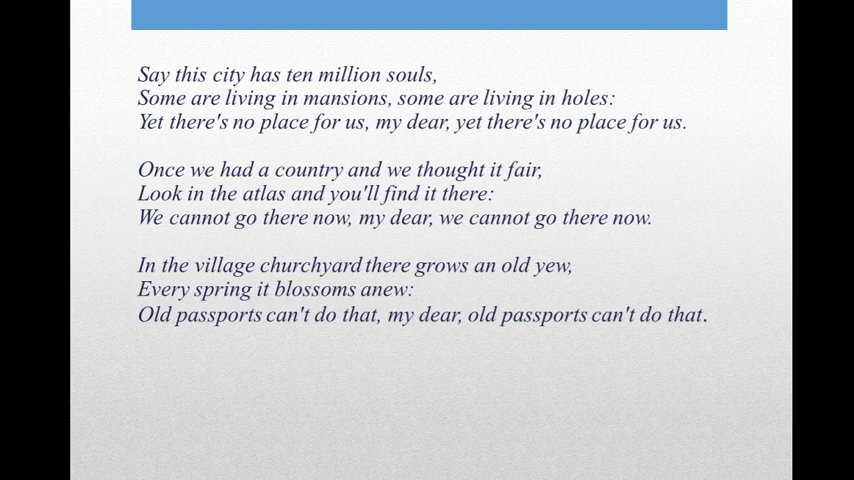 Say this city has ten million souls,
Some are living in mansions, some are living in holes:
Yet there's no place for us, my dear, yet there's no place for us.
Once we had a country and we thought it fair,
Look in the atlas and you'll find it there:
We cannot go there now, my dear, we cannot go there now.
In the village churchyard there grows an old yew,
Every spring it blossoms anew:
Old passports can't do that, my dear, old passports can't do that.